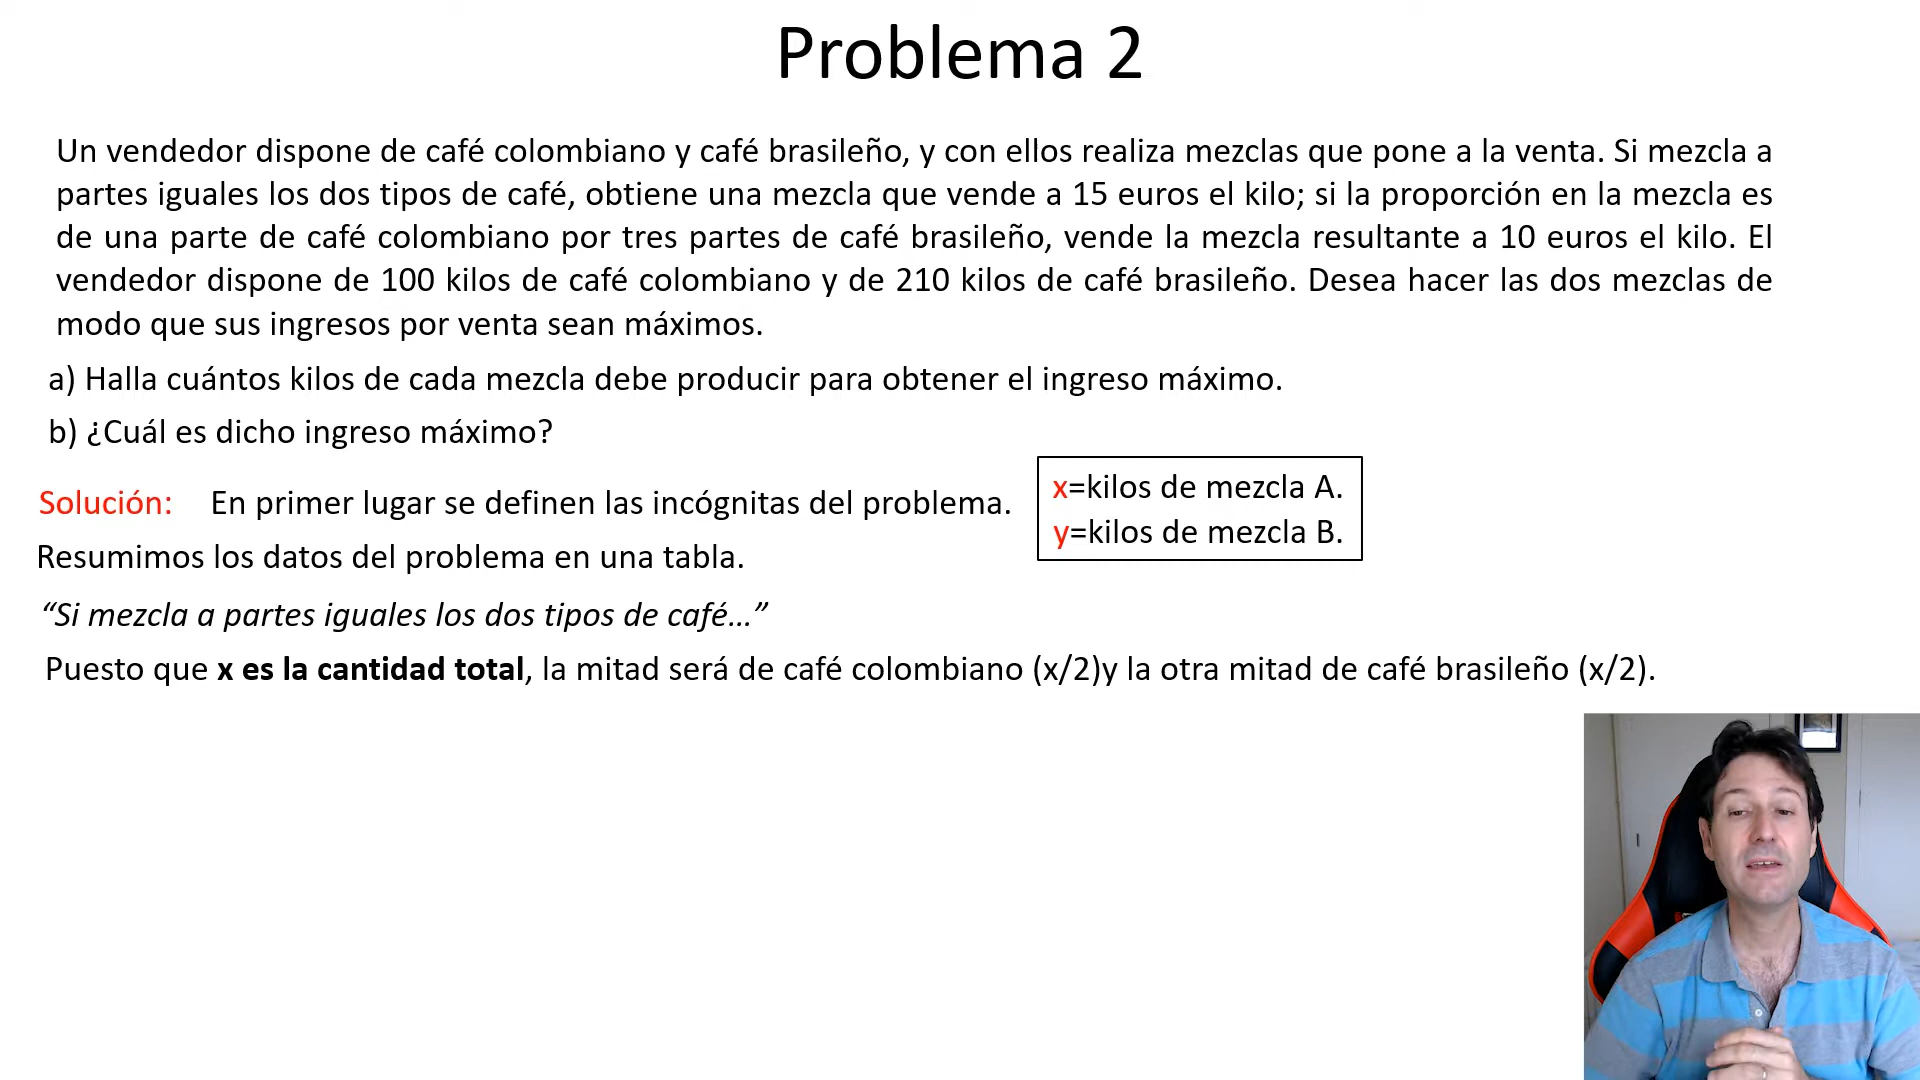 Problema 2
Un vendedor dispone de café colombiano y café brasileño, y con ellos realiza mezclas que pone a la venta. Si mezcla a
partes iguales los dos tipos de café, obtiene una mezcla que vende a 15 euros el kilo; si la proporción en la mezcla es
de una parte de café colombiano por tres partes de café brasileño, vende la mezcla resultante a 10 euros el kilo. El
vendedor dispone de 100 kilos de café colombiano y de 210 kilos de café brasileño. Desea hacer las dos mezclas de
modo que sus ingresos por venta sean máximos.
a) Halla cuántos kilos de cada mezcla debe producir para obtener el ingreso máximo.
b) ¿Cuál es dicho ingreso máximo?
Solución: En primer lugar se definen las incógnitas del problema.
x=kilos de mezcla A.
y=kilos de mezcla B.
Resumimos los datos del problema en una tabla.
“Si mezcla a partes iguales los dos tipos de café…”
Puesto que x es la cantidad total, la mitad será de café colombiano (x/2)y la otra mitad de café brasileño (x/2).